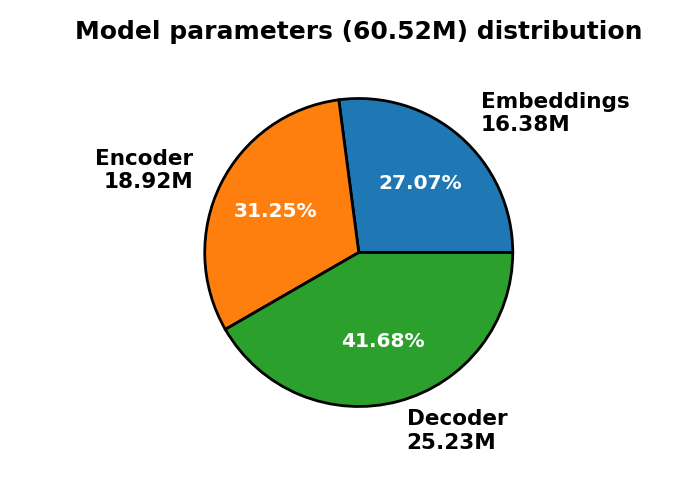 Model parameters (60.52M) distribution
Embeddings
16.38M
Encoder
18.92M
27.07%
31.25%
41.68%
Decoder
25.23M